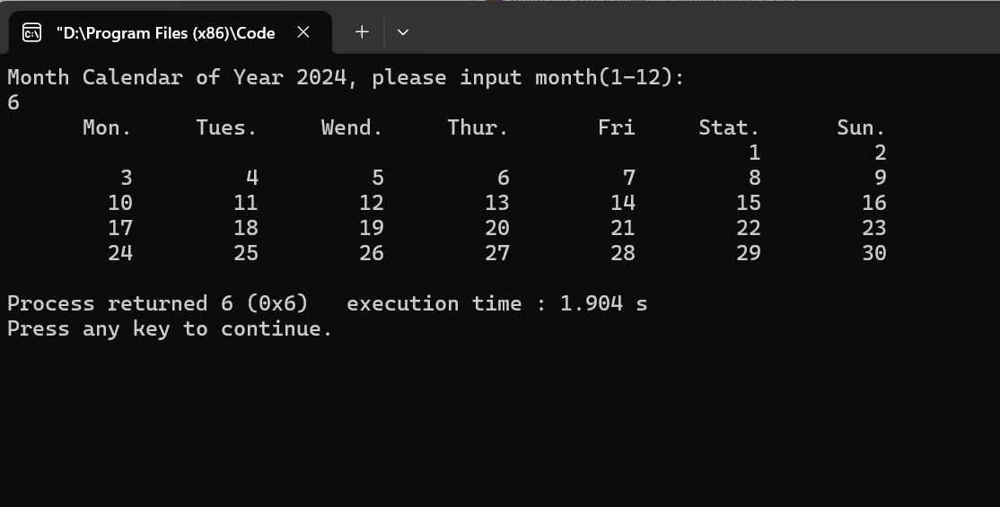 "D:\Program Files (x86)\Code
Month Calendar of Year 2024, please input month(1-12):
6
Mon. Tues. Wend. Thur. Fri Stat. Sun.
1 2
3 4 5 6 7 8 9
10 11 12 13 14 15 16
17 18 19 20 21 22 23
24 25 26 27 28 29 30
Process returned 6 (0x6) execution time : 1.904 s
Press any key to continue.